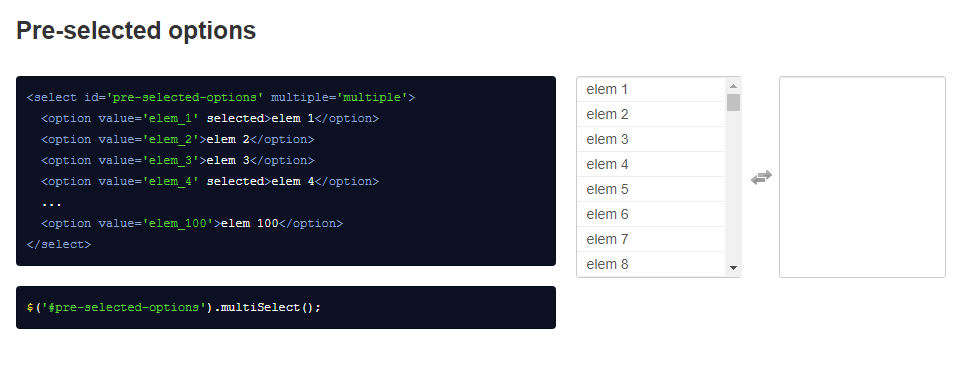 Pre-selected options
<select id='pre-selected-options' multiple='multiple'>
<option value='elem_1' selected>elem 1</option>
<option value='elem_2'>elem 2</option>
<option value='elem_3'>elem 3</option>
<option value='elem_4' selected>elem 4</option>
...
<option value='elem_100'>elem 100</option>
</select>
$('#pre-selected-options').multiSelect();
elem 1
elem 2
elem 3
elem 4
elem 5
elem 6
elem 7
elem 8